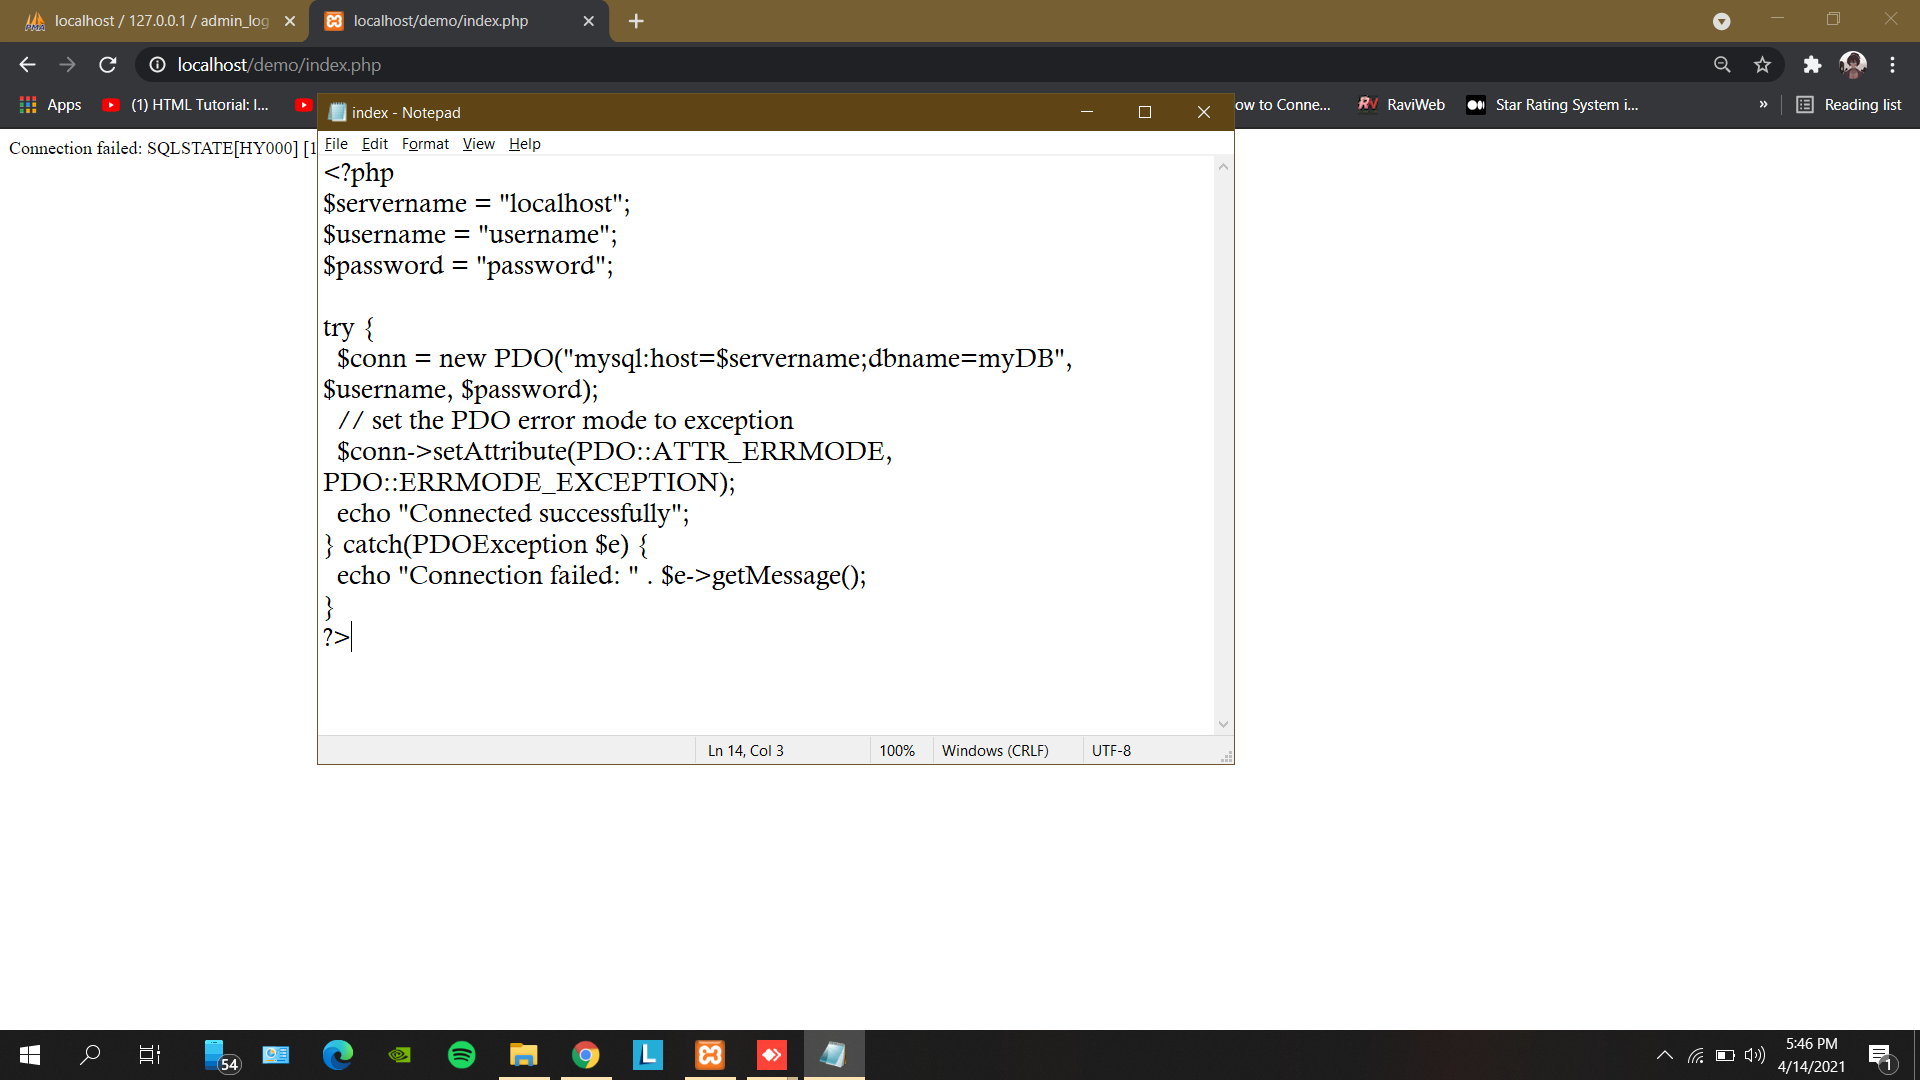 localhost / 127.0.0.1 / admin_log
localhost/demo/index.php
localhost/demo/index.php
Apps
(1) HTML Tutorial: I...
ow to Conne...
RV
RaviWeb
Star Rating System i...
»
Reading list
index - Notepad
File Edit Format View Help
Connection failed: SQLSTATE[HY000] [1
<?php
$servername = "localhost";
$username = "username";
$password = "password";
try {
$conn = new PDO("mysql:host=$servername;dbname=myDB",
$username, $password);
// set the PDO error mode to exception
$conn->setAttribute(PDO::ATTR_ERRMODE,
PDO::ERRMODE_EXCEPTION);
echo "Connected successfully";
} catch(PDOException $e) {
echo "Connection failed: " . $e->getMessage();
}
?>
Ln 14, Col 3
100%
Windows (CRLF)
UTF-8
54
L
5:46 PM
4/14/2021
1